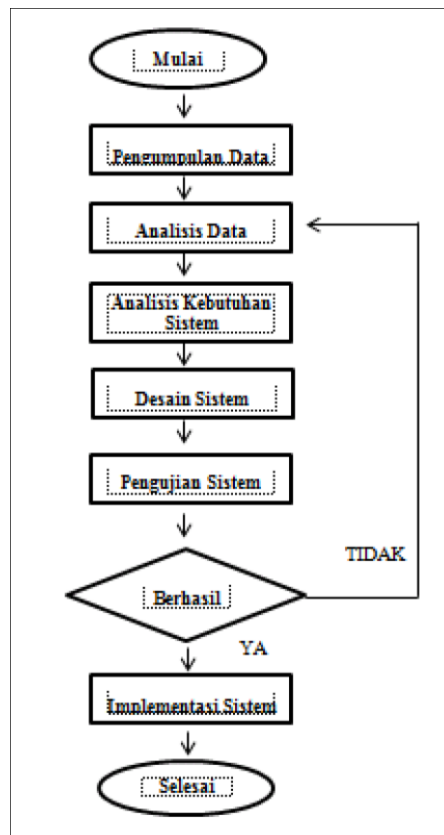 Mulai
Pengumpulan Data
Analisis Data
Analisis Kebutuhan
Sistem
Desain Sistem
Pengujian Sistem
TIDAK
Berhasil
YA
Implementasi Sistem
Selesai